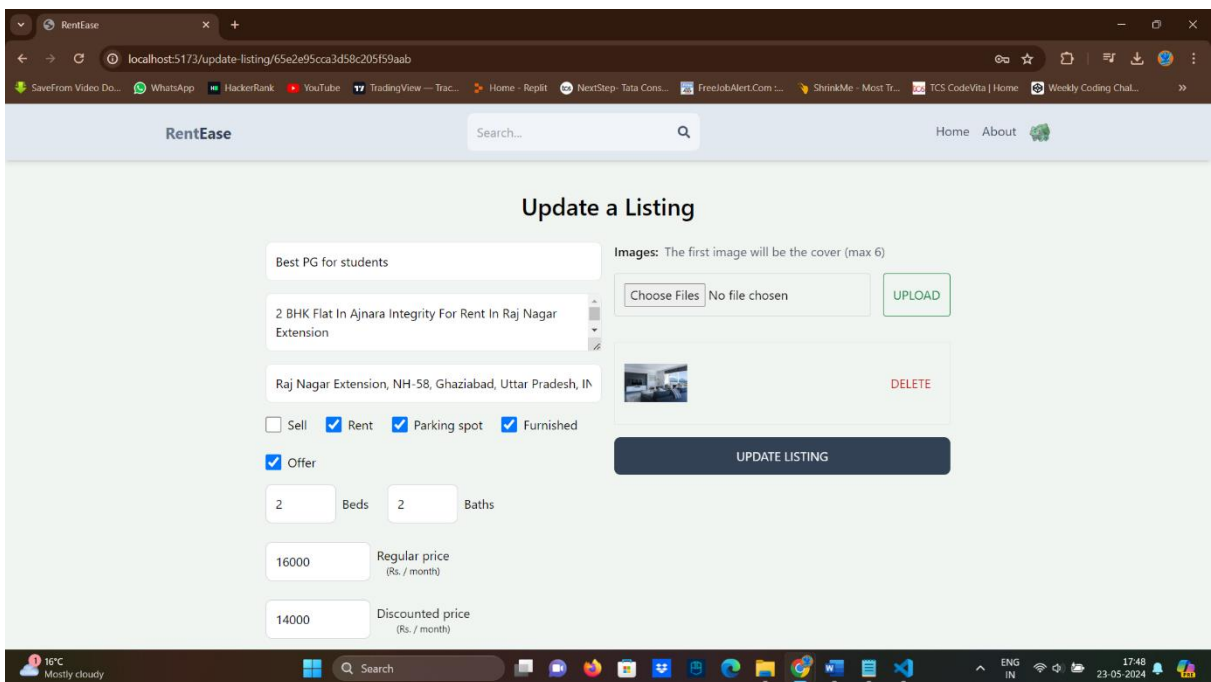 RentEase
localhost:5173/update-listing/65e2e95cca3d58c205f59aab
SaveFrom Video Do... WhatsApp HackerRank YouTube TradingView — Trac... Home - Replit NextStep- Tata Cons... FreeJobAlert.Com :... ShrinkMe - Most Tr... TCS CodeVita | Home Weekly Coding Chal... »
RentEase Search... Home About
Update a Listing
Best PG for students
2 BHK Flat In Ajnara Integrity For Rent In Raj Nagar
Extension
Raj Nagar Extension, NH-58, Ghaziabad, Uttar Pradesh, IN
Sell Rent Parking spot Furnished
Offer
2 Beds 2 Baths
16000 Regular price
(Rs. / month)
14000 Discounted price
(Rs. / month)
Images: The first image will be the cover (max 6)
Choose Files No file chosen UPLOAD
DELETE
UPDATE LISTING
1 16°C
Mostly cloudy
Search
ENG
IN
17:48
23-05-2024